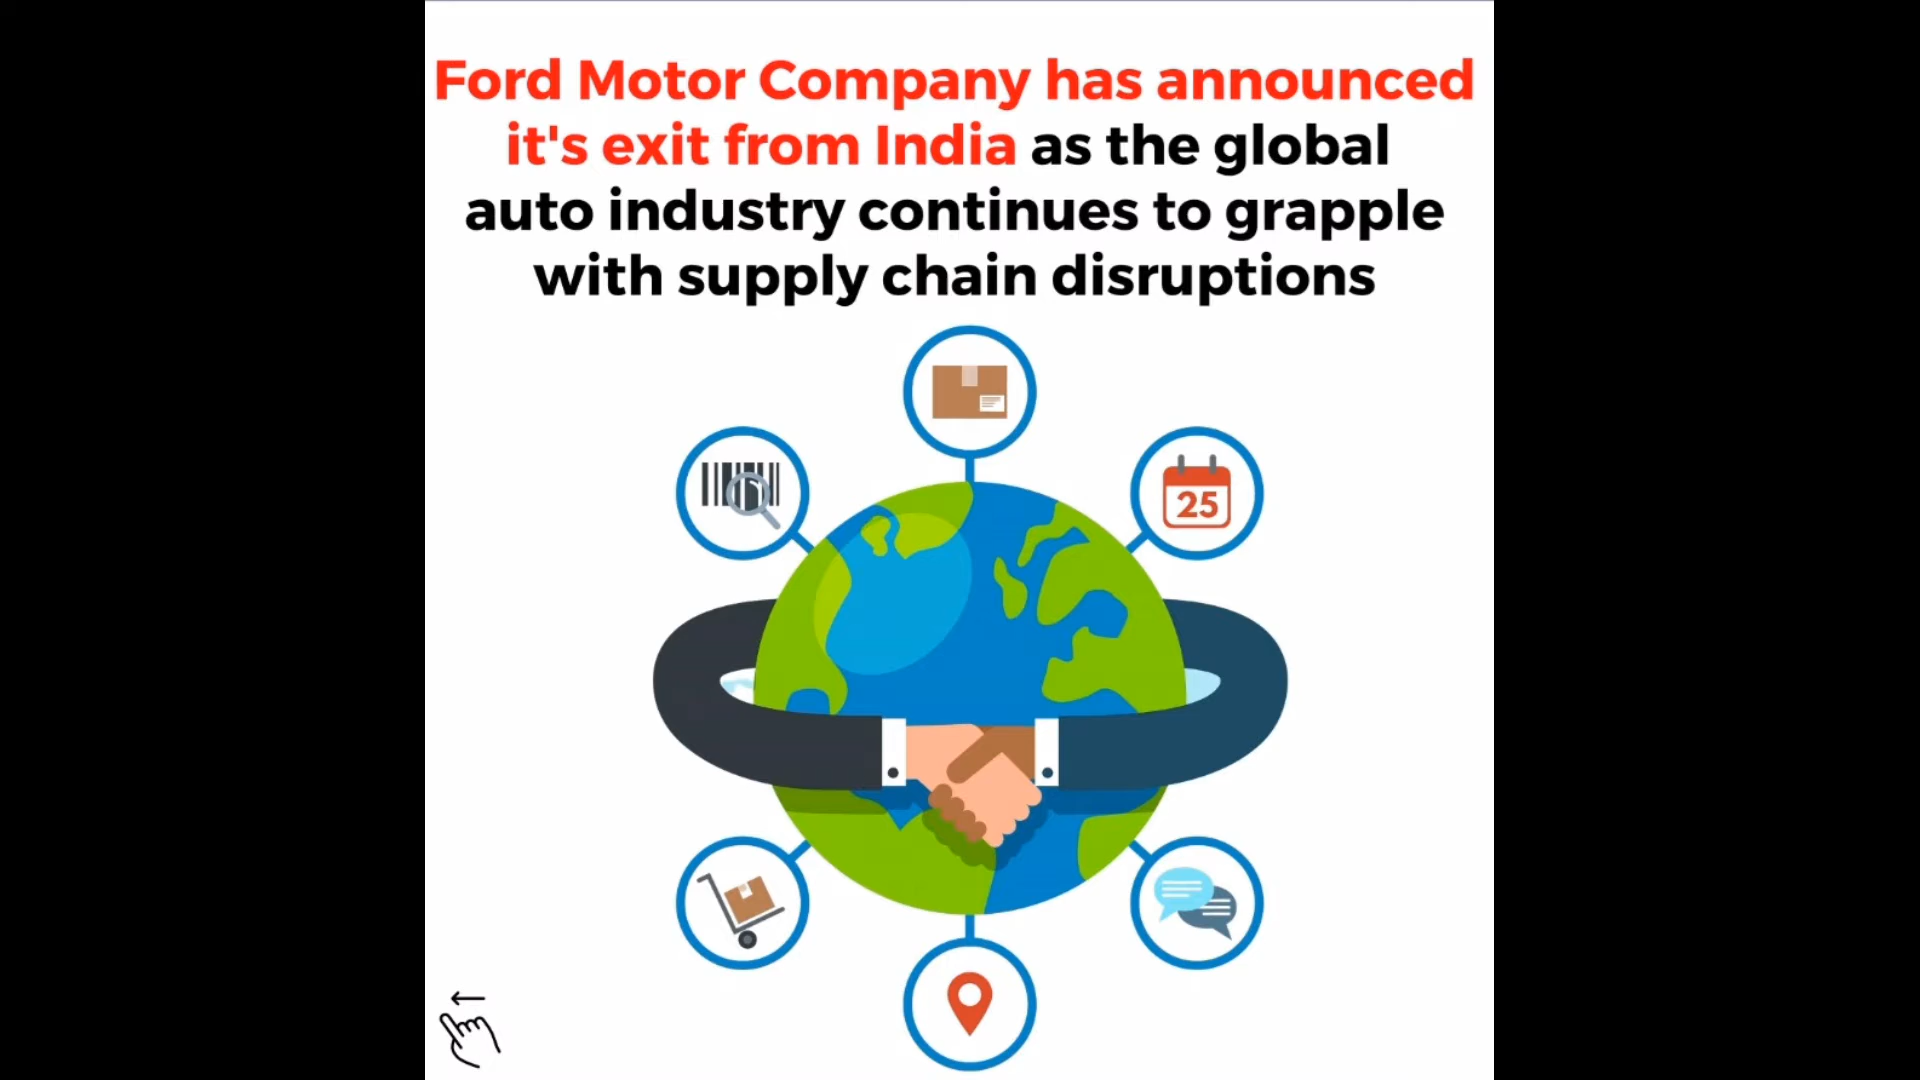 Ford Motor Company has announced
it's exit from India as the global
auto industry continues to grapple
with supply chain disruptions
25